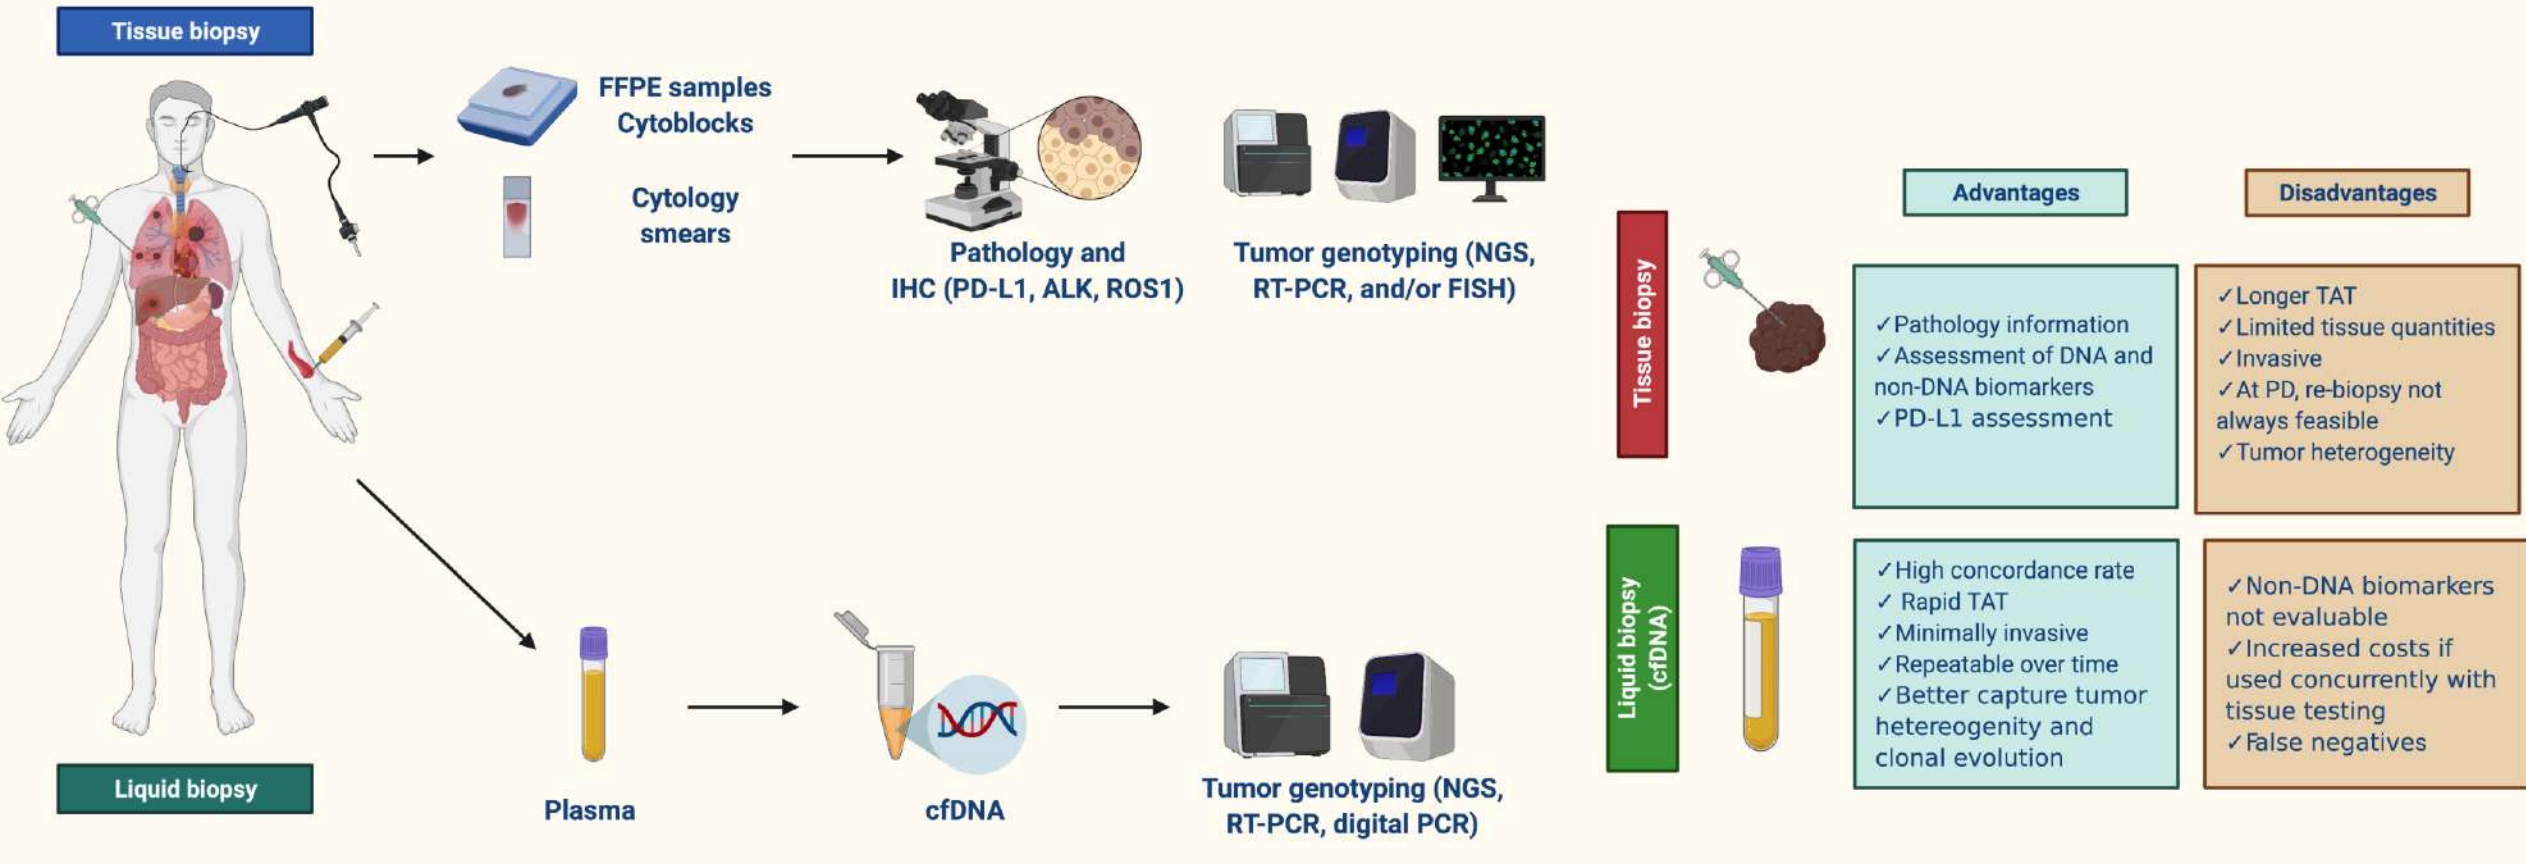 Tissue biopsy
FFPE samples
Cytoblocks
Cytology
smears
Pathology and
IHC (PD-L1, ALK, ROS1)
Tumor genotyping (NGS,
RT-PCR, and/or FISH)
Liquid biopsy
Plasma
cfDNA
Tumor genotyping (NGS,
RT-PCR, digital PCR)
Advantages
Disadvantages
Tissue biopsy
✓Pathology information
✓Assessment of DNA and
non-DNA biomarkers
✓PD-L1 assessment
✓Longer TAT
✓Limited tissue quantities
✓Invasive
✓At PD, re-biopsy not
always feasible
✓Tumor heterogeneity
Liquid biopsy
(cfDNA)
✓High concordance rate
✓ Rapid TAT
✓Minimally invasive
✓Repeatable over time
✓Better capture tumor
hetereogenity and
clonal evolution
✓Non-DNA biomarkers
not evaluable
✓Increased costs if
used concurrently with
tissue testing
✓False negatives